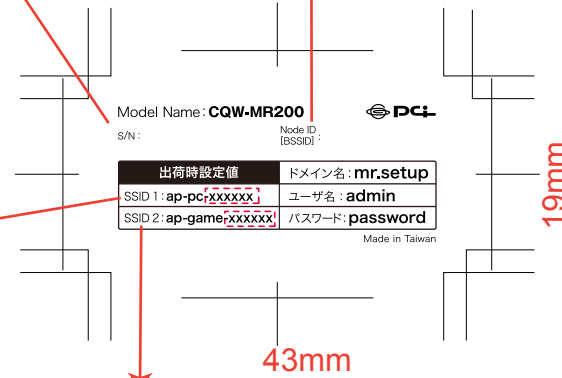 Model Name : CQW-MR200
PCi
S/N :
Node ID
[BSSID] :
出荷時設定値
ドメイン名 : mr.setup
SSID 1 : ap-pc-xxxxxx
ユーザ名 : admin
SSID 2 : ap-game-xxxxxx
パスワード : password
Made in Taiwan
19mm
43mm